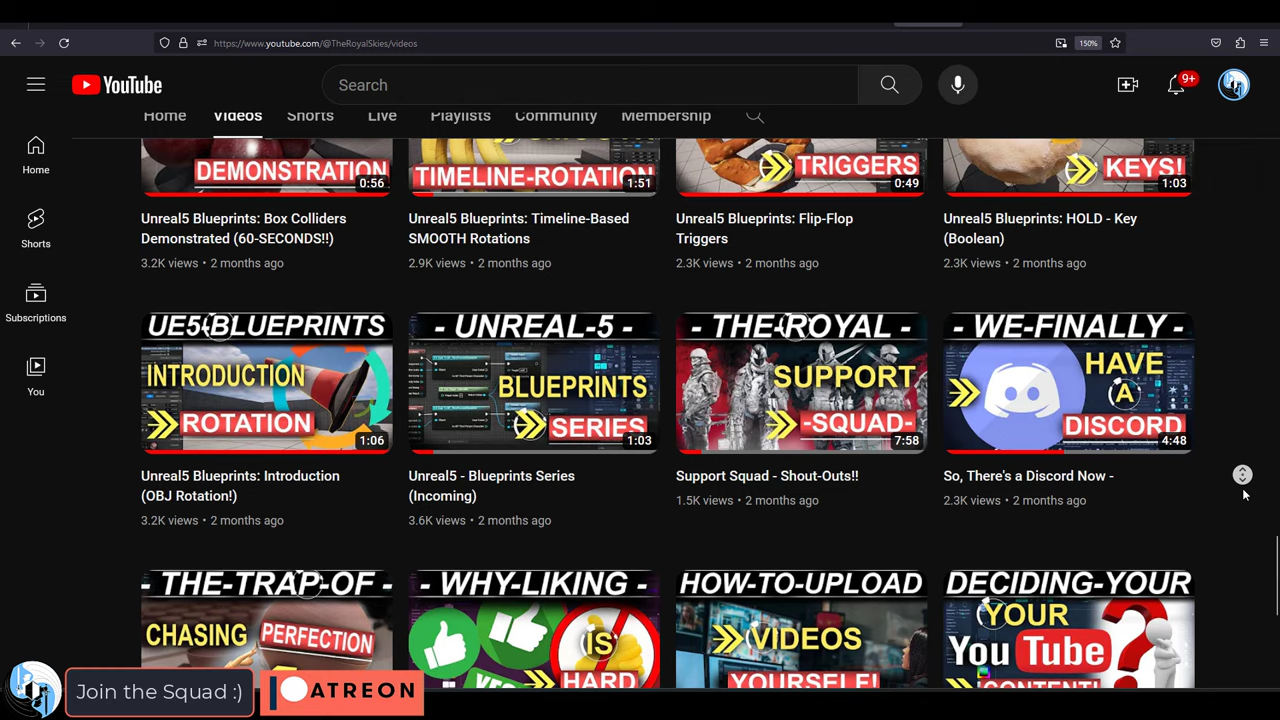 https://www.youtube.com/@TheRoyalSkies/videos
150%
YouTube
Search
9+
Home Videos Shorts Live Playlists Community Membership
Home
Shorts
Subscriptions
You
DEMONSTRATION
0:56
TIMELINE-ROTATION
1:51
TRIGGERS
0:49
KEYS!
1:03
Unreal5 Blueprints: Box Colliders
Demonstrated (60-SECONDS!!)
3.2K views • 2 months ago
Unreal5 Blueprints: Timeline-Based
SMOOTH Rotations
2.9K views • 2 months ago
Unreal5 Blueprints: Flip-Flop
Triggers
2.3K views • 2 months ago
Unreal5 Blueprints: HOLD - Key
(Boolean)
2.3K views • 2 months ago
UE5-BLUEPRINTS
INTRODUCTION
ROTATION
1:06
- UNREAL-5 -
BLUEPRINTS
SERIES
1:03
- THE-ROYAL -
SUPPORT
-SQUAD-
7:58
- WE-FINALLY -
HAVE
A
DISCORD
4:48
Unreal5 Blueprints: Introduction
(OBJ Rotation!)
3.2K views • 2 months ago
Unreal5 - Blueprints Series
(Incoming)
3.6K views • 2 months ago
Support Squad - Shout-Outs!!
1.5K views • 2 months ago
So, There's a Discord Now -
2.3K views • 2 months ago
- THE-TRAP-OF -
CHASING PERFECTION
- WHY-LIKING -
IS
HARD
YES
HOW-TO-UPLOAD
VIDEOS
YOURSELF!
DECIDING-YOUR
YOUR
YouTube
CONTENT!
Join the Squad :)
PATREON